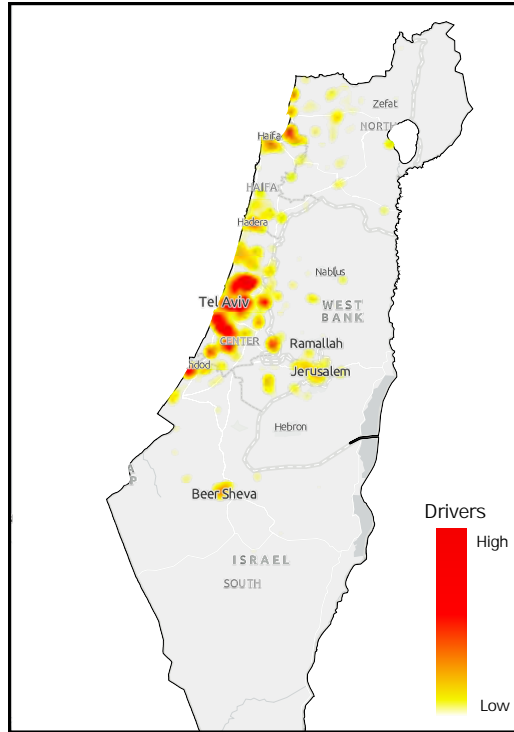 Zefat
NORTH
Haifa
HAIFA
Hadera
Nablus
Tel Aviv
WEST
BANK
CENTER
Ramallah
ndod
Jerusalem
Hebron
A
P
Beer Sheva
ISRAEL
SOUTH
Drivers
High
Low